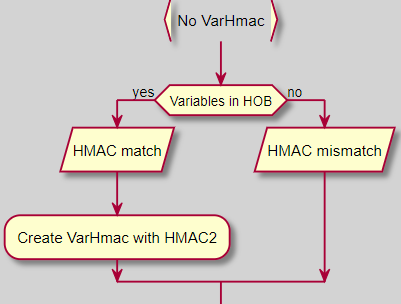 No VarHmac
yes
Variables in HOB
no
HMAC match
HMAC mismatch
Create VarHmac with HMAC2